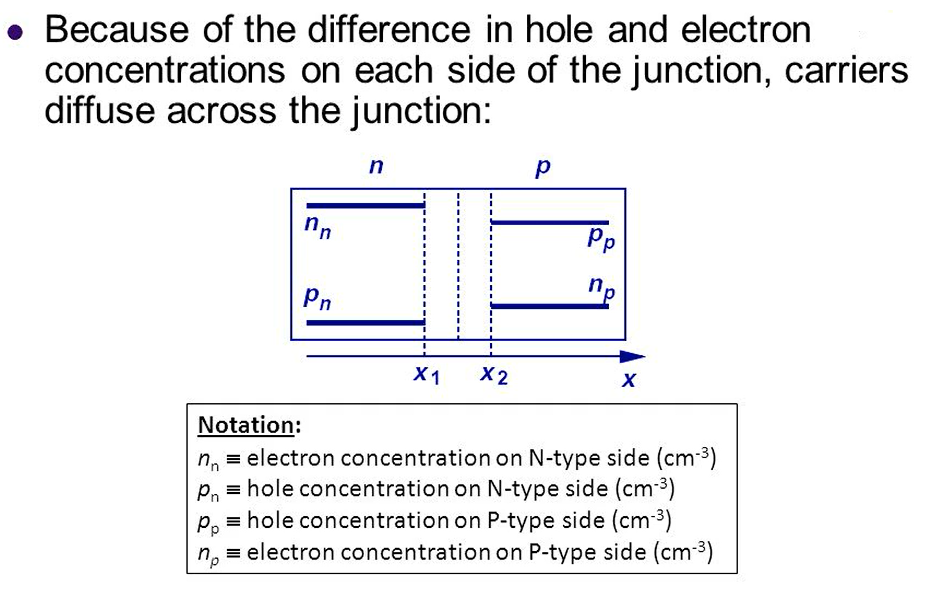 ● Because of the difference in hole and electron
concentrations on each side of the junction, carriers
diffuse across the junction:
n p
nₙ
pₚ
pₙ
nₚ
x₁ x₂ x
Notation:
nₙ ≡ electron concentration on N-type side (cm⁻³)
pₙ ≡ hole concentration on N-type side (cm⁻³)
pₚ ≡ hole concentration on P-type side (cm⁻³)
nₚ ≡ electron concentration on P-type side (cm⁻³)